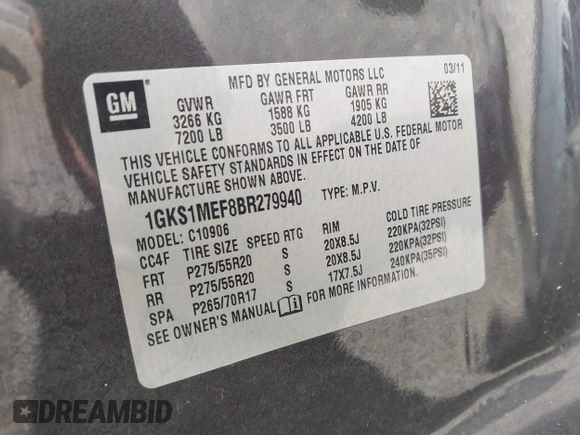 GM
MFD BY GENERAL MOTORS LLC
03/11
GVWR GAWR FRT GAWR RR
3266 KG 1588 KG 1905 KG
7200 LB 3500 LB 4200 LB
THIS VEHICLE CONFORMS TO ALL APPLICABLE U.S. FEDERAL MOTOR
VEHICLE SAFETY STANDARDS IN EFFECT ON THE DATE OF
MANUFACTURE SHOWN ABOVE.
1GKS1MEF8BR279940 TYPE: M.P.V.
MODEL: C10906
CC4F TIRE SIZE SPEED RTG RIM COLD TIRE PRESSURE
FRT P275/55R20 S 20X8.5J 220KPA(32PSI)
RR P275/55R20 S 20X8.5J 220KPA(32PSI)
SPA P265/70R17 S 17X7.5J 240KPA(35PSI)
SEE OWNER'S MANUAL FOR MORE INFORMATION.
DREAMBID